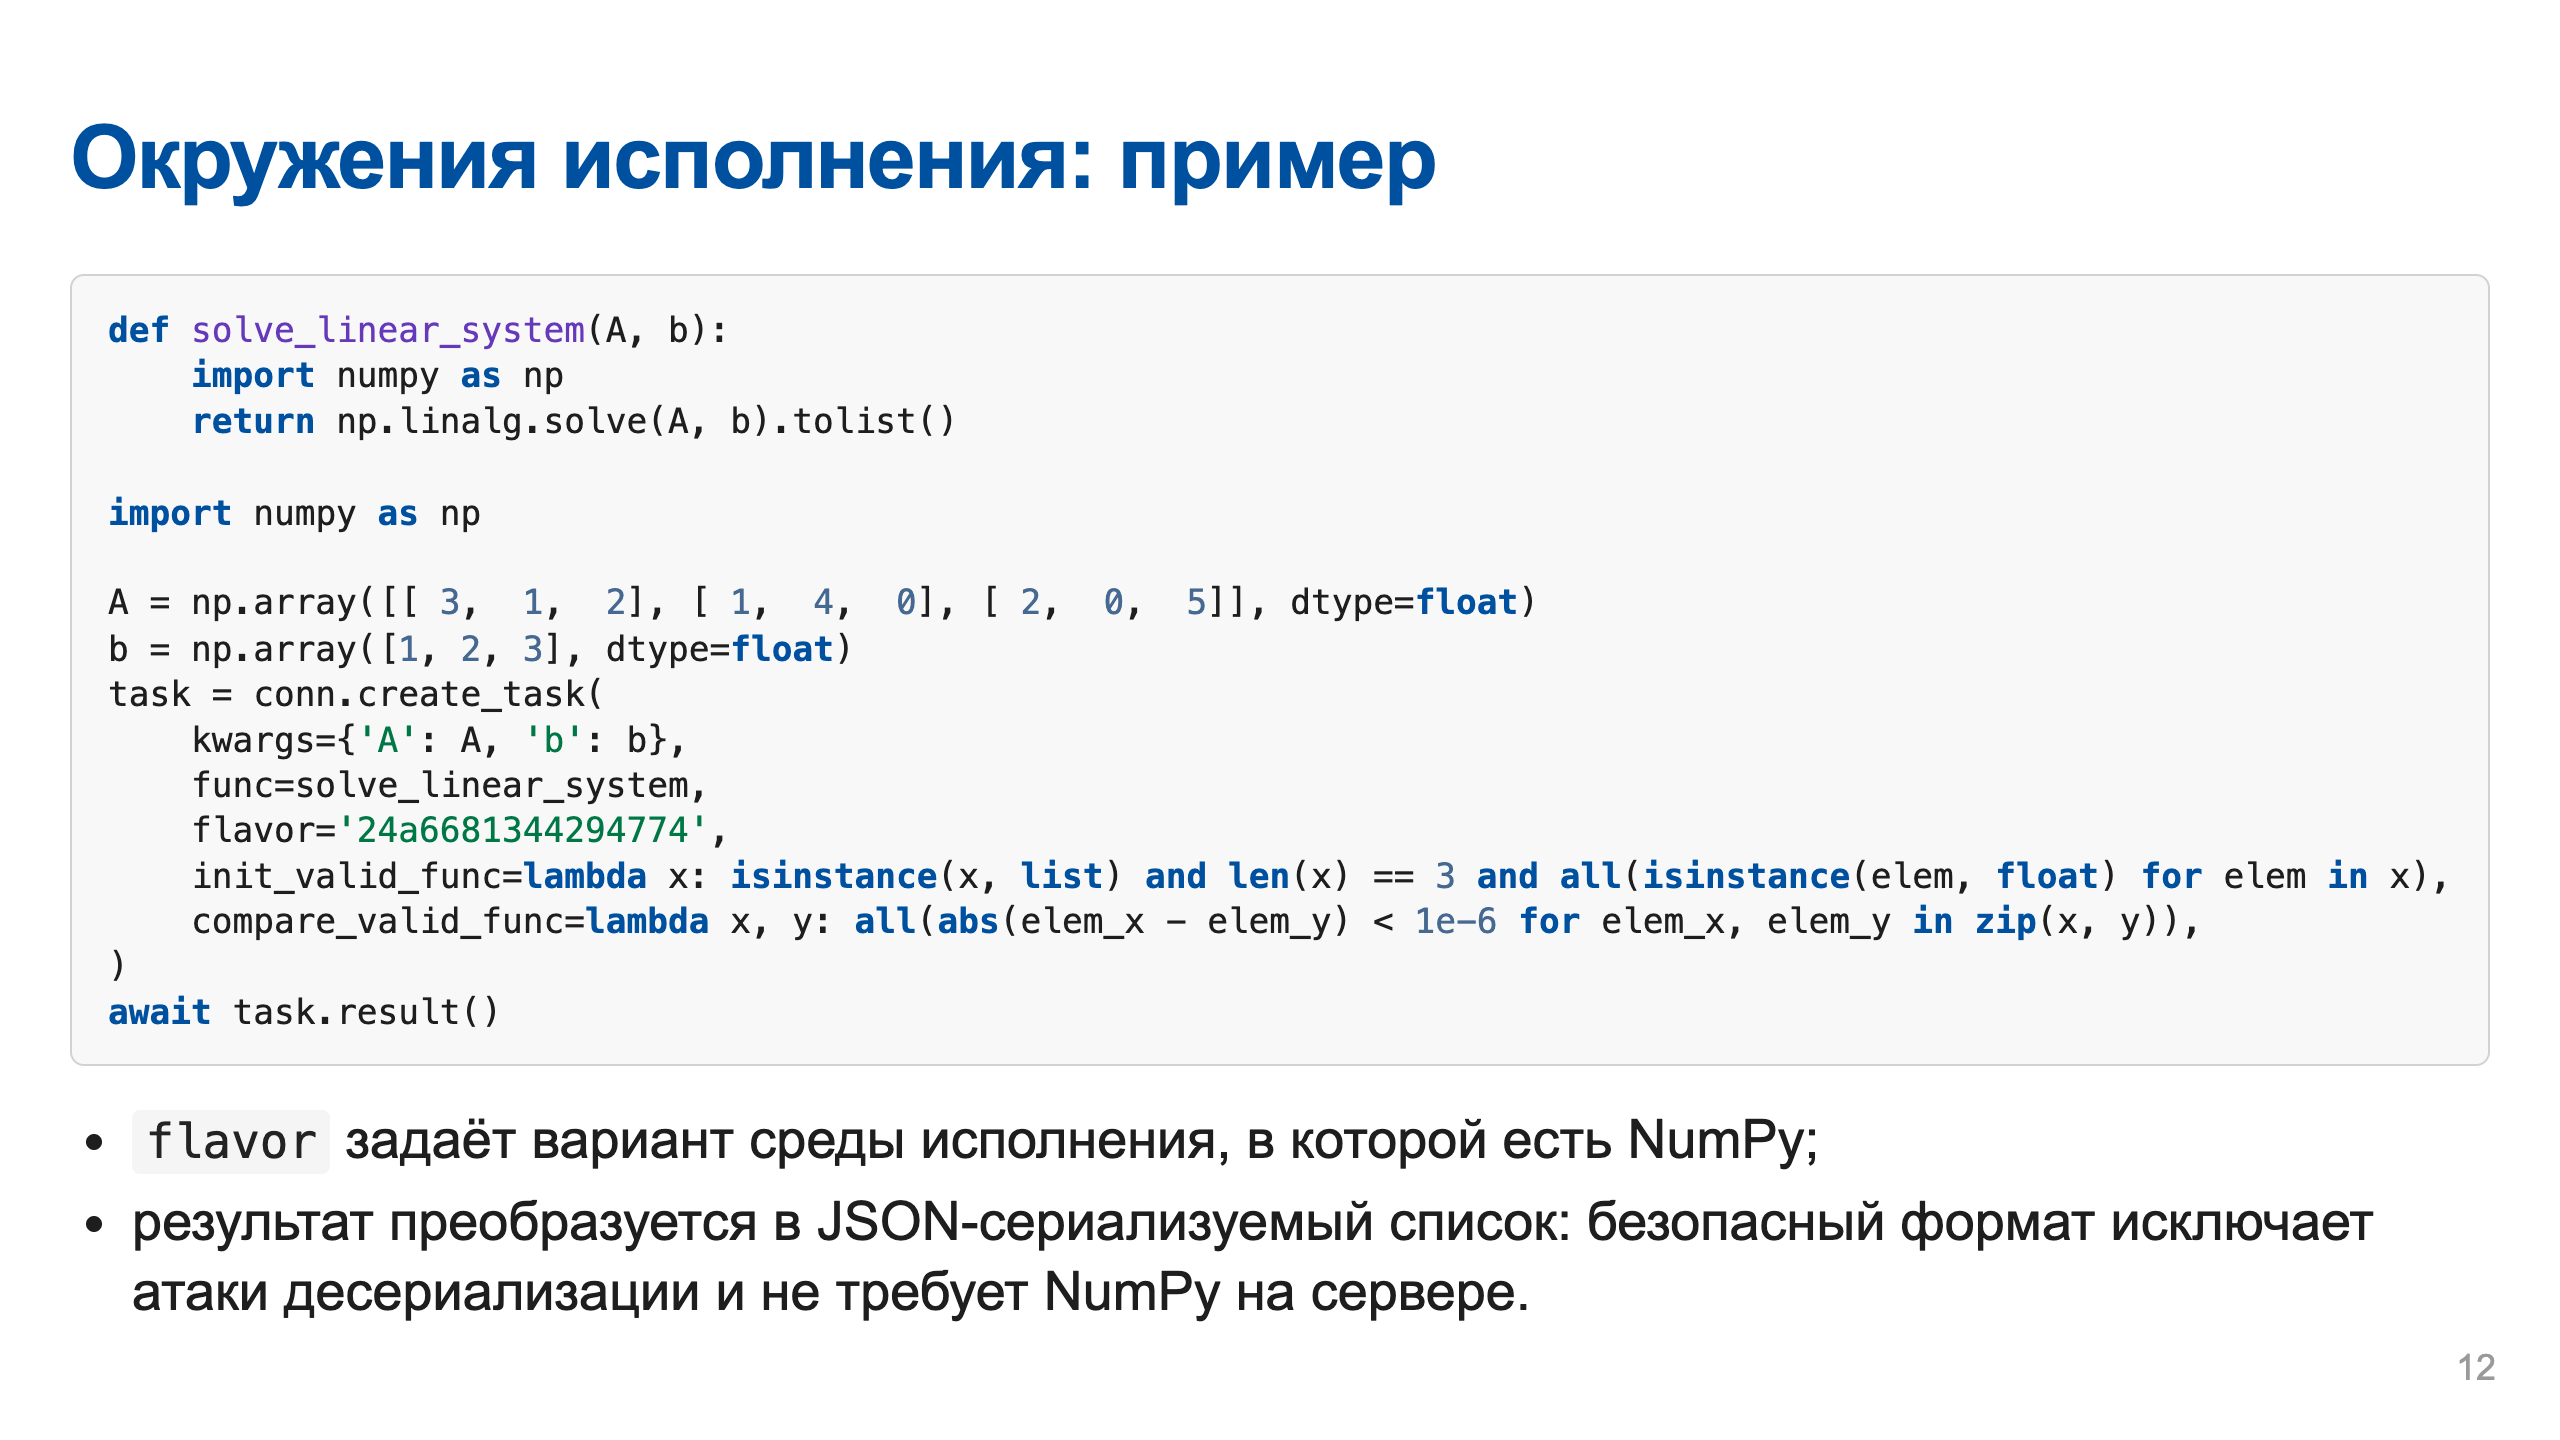 Окружения исполнения: пример
def solve_linear_system(A, b):
    import numpy as np
    return np.linalg.solve(A, b).tolist()
import numpy as np
A = np.array([[ 3,  1,  2], [ 1,  4,  0], [ 2,  0,  5]], dtype=float)
b = np.array([1, 2, 3], dtype=float)
task = conn.create_task(
    kwargs={'A': A, 'b': b},
    func=solve_linear_system,
    flavor='24a6681344294774',
    init_valid_func=lambda x: isinstance(x, list) and len(x) == 3 and all(isinstance(elem, float) for elem in x),
    compare_valid_func=lambda x, y: all(abs(elem_x - elem_y) < 1e-6 for elem_x, elem_y in zip(x, y)),
)
await task.result()
• flavor задаёт вариант среды исполнения, в которой есть NumPy;
• результат преобразуется в JSON-сериализуемый список: безопасный формат исключает
атаки десериализации и не требует NumPy на сервере.
12